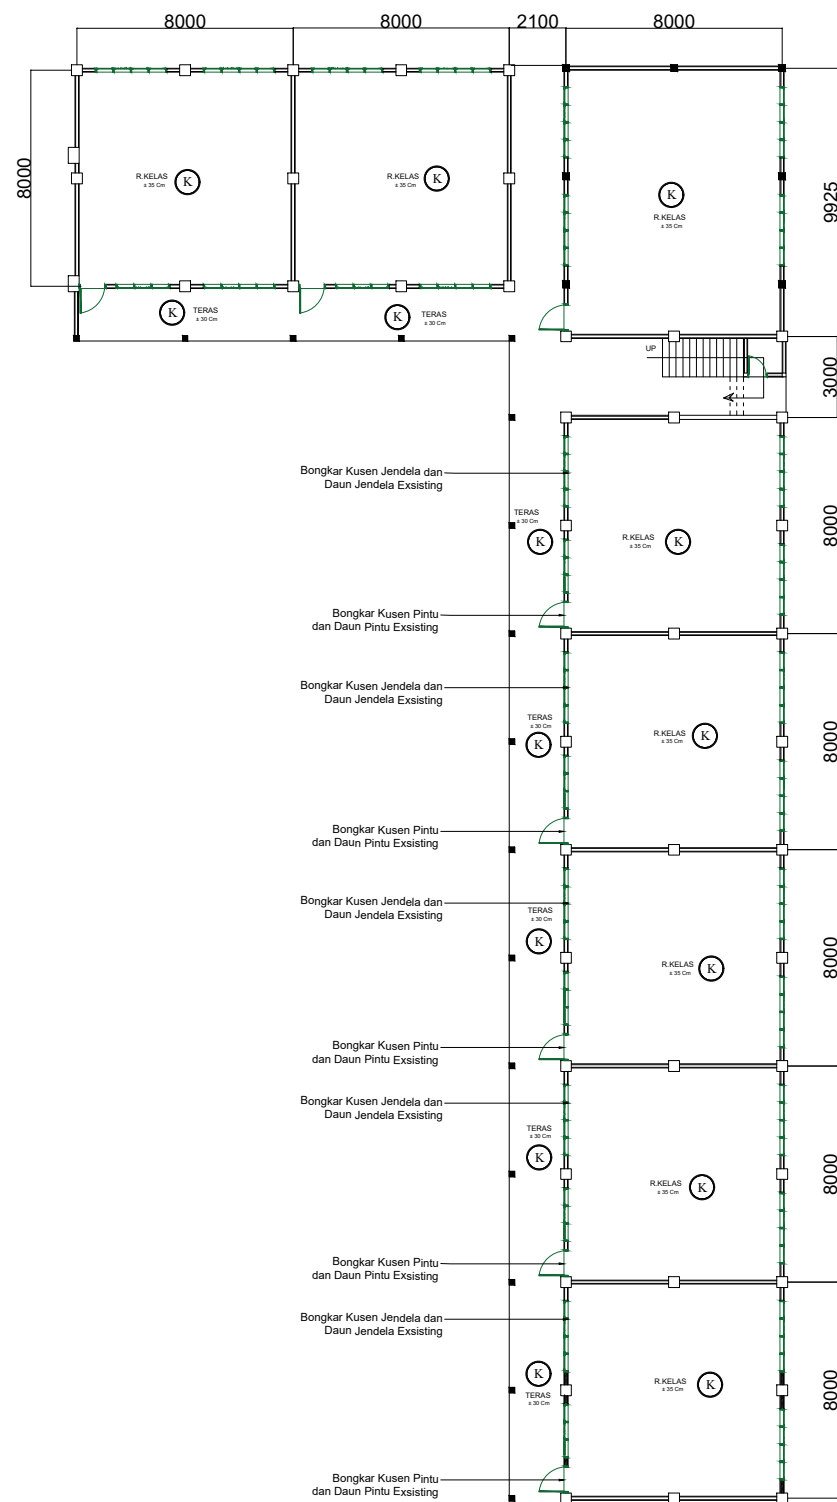 8000
8000
2100
8000
8000
9925
R.KELAS
± 35 Cm
K
R.KELAS
± 35 Cm
K
K
R.KELAS
± 35 Cm
K
TERAS
± 30 Cm
K
TERAS
± 30 Cm
UP
3000
Bongkar Kusen Jendela dan
Daun Jendela Exsisting
TERAS
± 30 Cm
K
R.KELAS
± 35 Cm
K
8000
Bongkar Kusen Pintu
dan Daun Pintu Exsisting
Bongkar Kusen Jendela dan
Daun Jendela Exsisting
TERAS
± 30 Cm
K
R.KELAS
± 35 Cm
K
8000
Bongkar Kusen Pintu
dan Daun Pintu Exsisting
Bongkar Kusen Jendela dan
Daun Jendela Exsisting
TERAS
± 30 Cm
K
R.KELAS
± 35 Cm
K
8000
Bongkar Kusen Pintu
dan Daun Pintu Exsisting
Bongkar Kusen Jendela dan
Daun Jendela Exsisting
TERAS
± 30 Cm
K
R.KELAS
± 35 Cm
K
8000
Bongkar Kusen Pintu
dan Daun Pintu Exsisting
Bongkar Kusen Jendela dan
Daun Jendela Exsisting
K
TERAS
± 30 Cm
R.KELAS
± 35 Cm
K
8000
Bongkar Kusen Pintu
dan Daun Pintu Exsisting